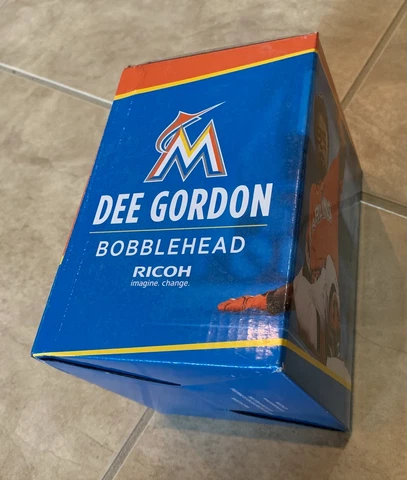 DEE GORDON
BOBBLEHEAD
RICOH
imagine. change.